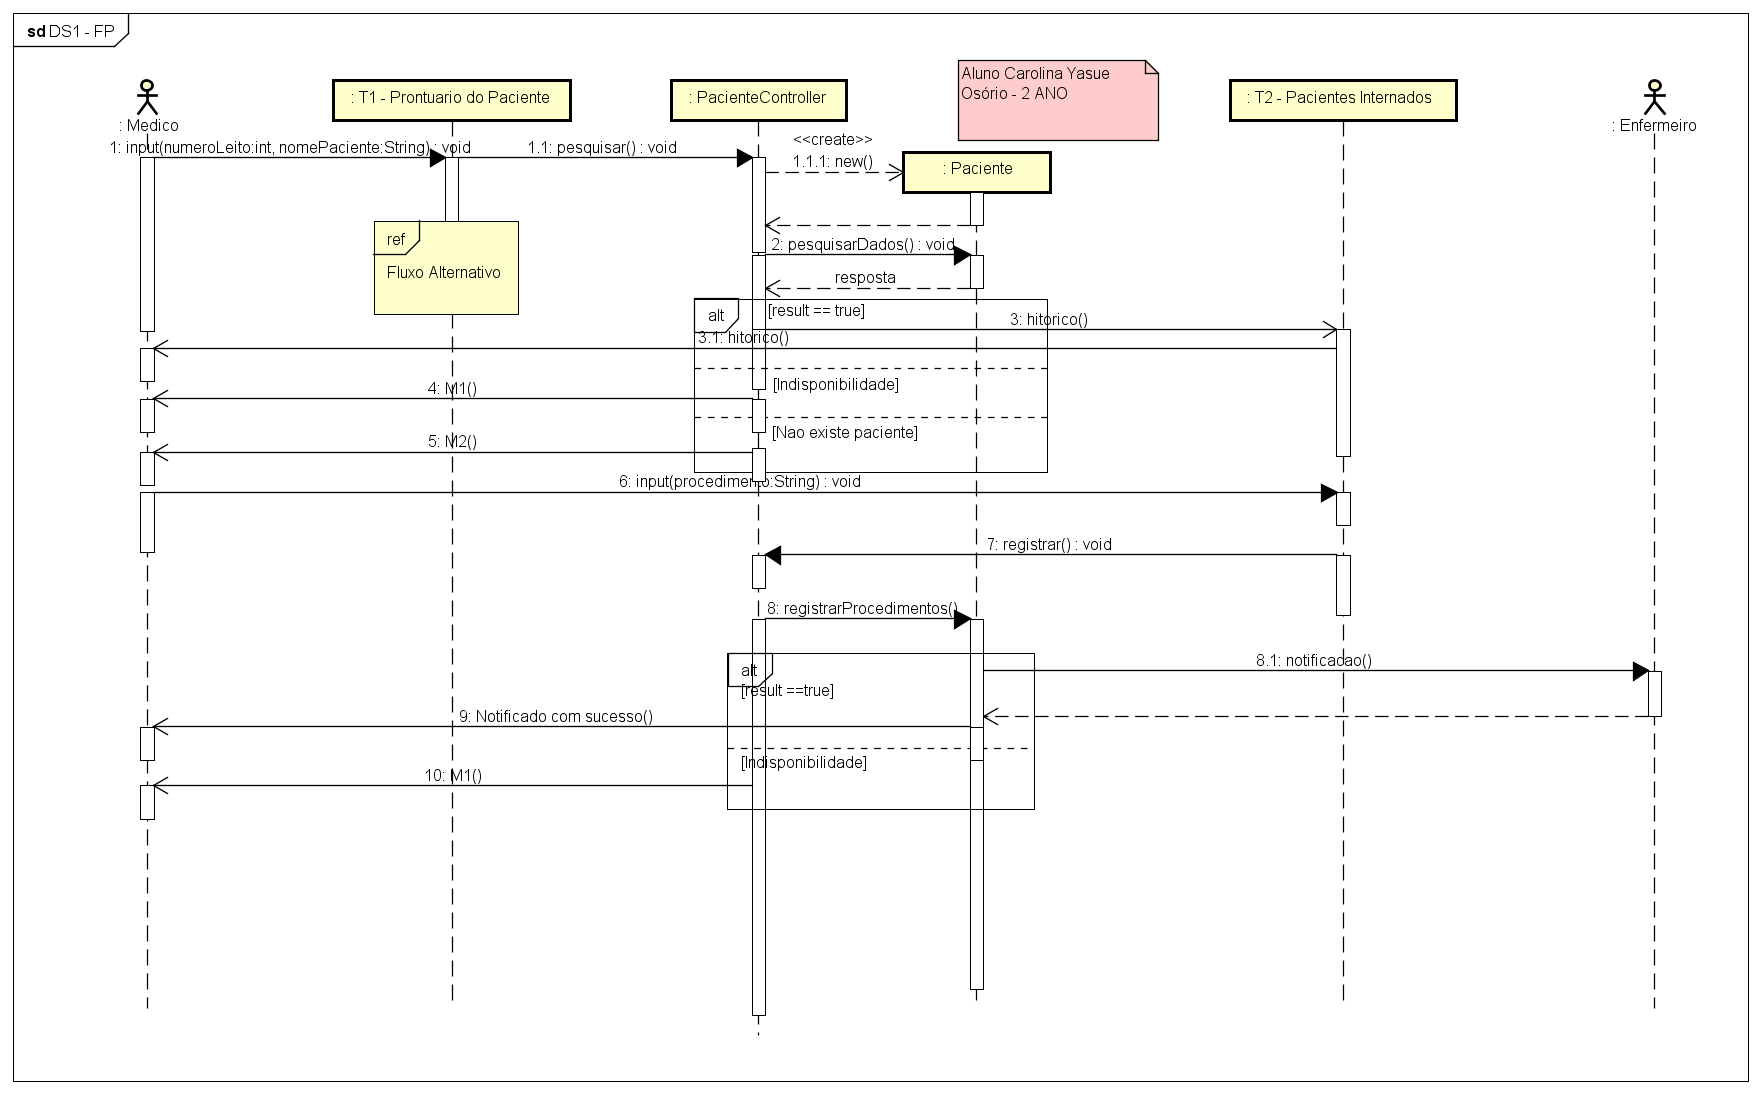 sd DS1 - FP
Aluno Carolina Yasue
Osório - 2 ANO
: Medico
: T1 - Prontuario do Paciente
: PacienteController
: T2 - Pacientes Internados
: Enfermeiro
1: input(numeroLeito:int, nomePaciente:String) : void
1.1: pesquisar() : void
<<create>>
1.1.1: new()
: Paciente
ref
Fluxo Alternativo
2: pesquisarDados() : void
resposta
alt
[result == true]
3: hitorico()
3.1: hitorico()
[Indisponibilidade]
4: M1()
[Nao existe paciente]
5: M2()
6: input(procedimento:String) : void
7: registrar() : void
8: registrarProcedimentos()
alt
[result ==true]
8.1: notificadao()
9: Notificado com sucesso()
[Indisponibilidade]
10: M1()